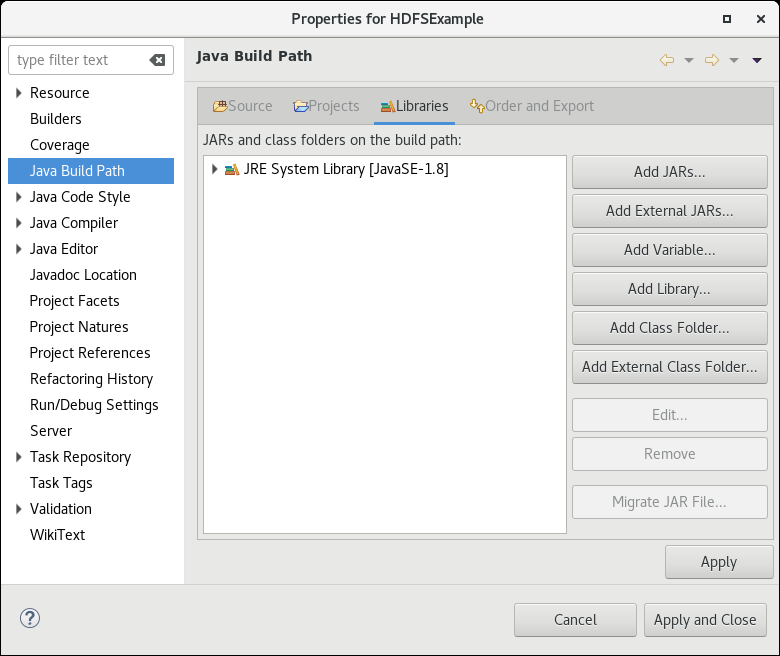 Properties for HDFSExample
type filter text
Resource
Builders
Coverage
Java Build Path
Java Code Style
Java Compiler
Java Editor
Javadoc Location
Project Facets
Project Natures
Project References
Refactoring History
Run/Debug Settings
Server
Task Repository
Task Tags
Validation
WikiText
Java Build Path
Source Projects Libraries Order and Export
JARs and class folders on the build path:
JRE System Library [JavaSE-1.8]
Add JARs...
Add External JARs...
Add Variable...
Add Library...
Add Class Folder...
Add External Class Folder...
Edit...
Remove
Migrate JAR File...
Apply
?
Cancel
Apply and Close